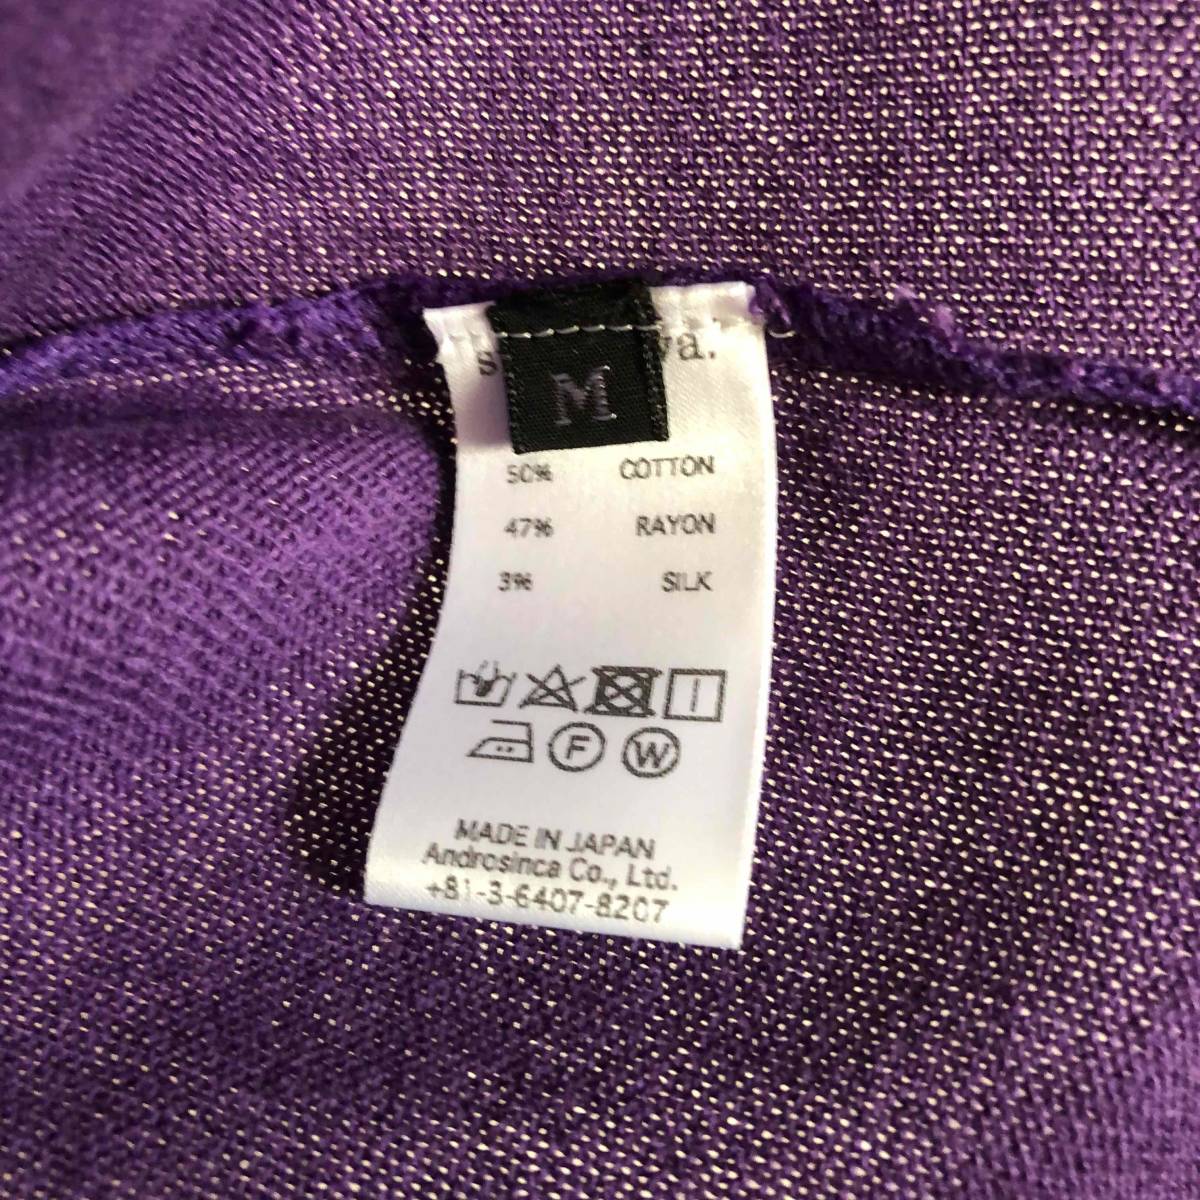 M
50% COTTON
47% RAYON
3% SILK
F W
MADE IN JAPAN
Androsinca Co., Ltd.
+81-3-6407-8207